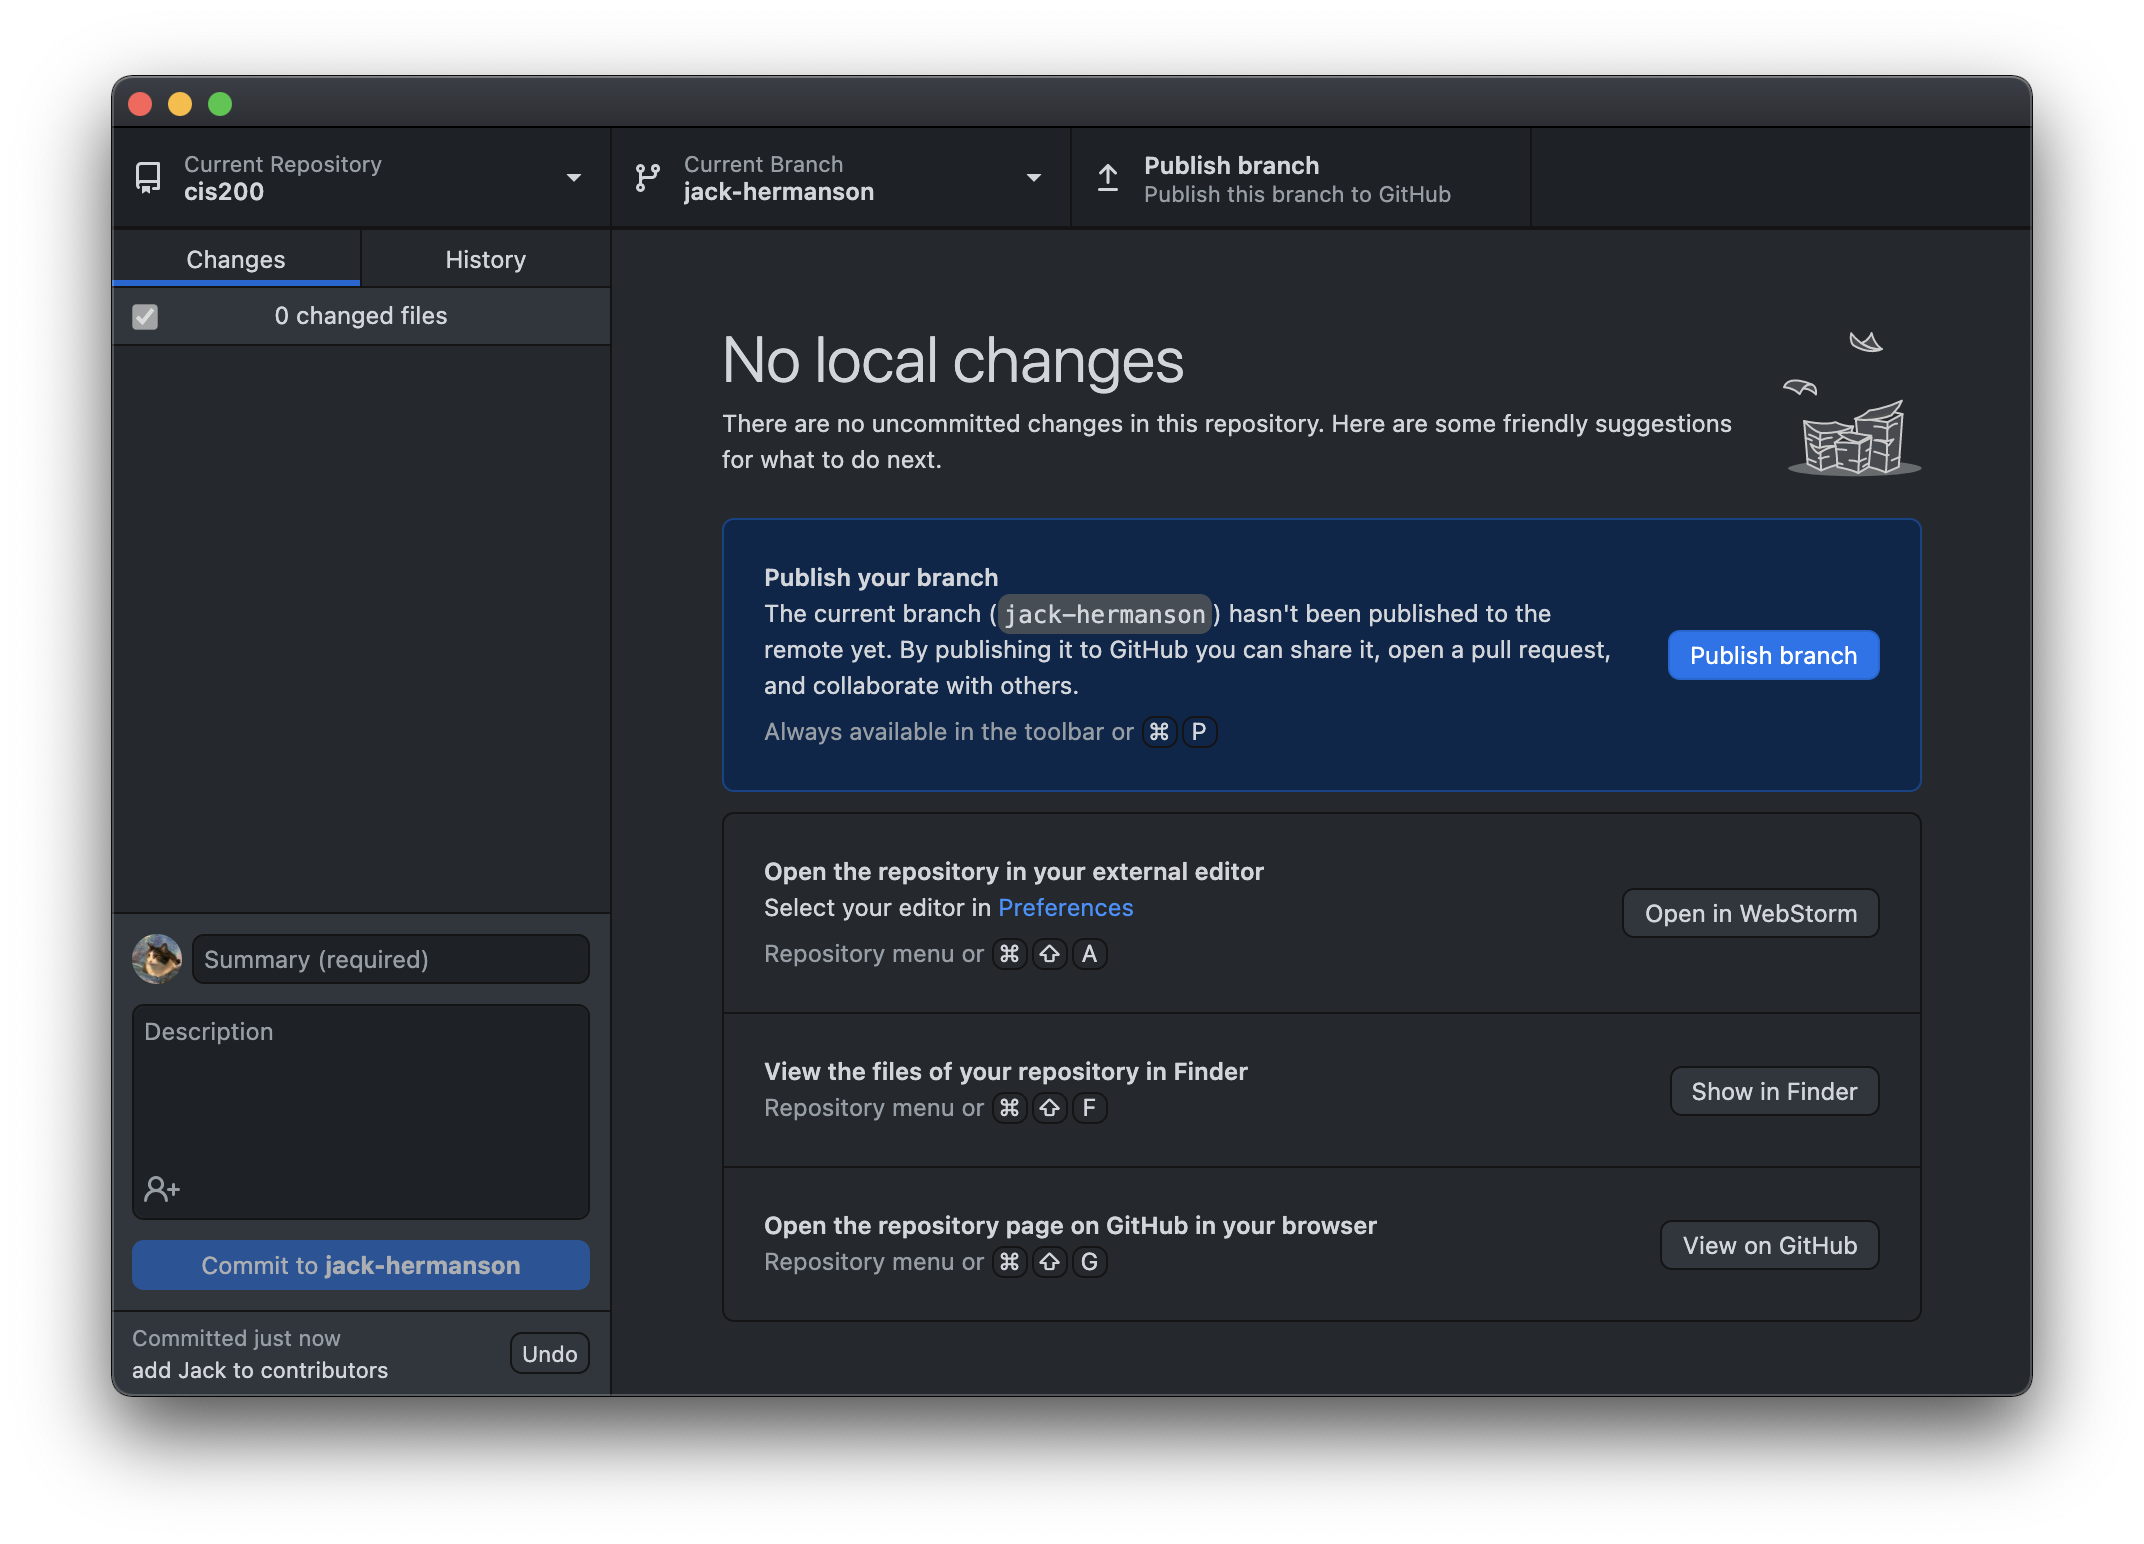 Current Repository
cis200
Current Branch
jack-hermanson
Publish branch
Publish this branch to GitHub
Changes
History
0 changed files
No local changes
There are no uncommitted changes in this repository. Here are some friendly suggestions
for what to do next.
Publish your branch
The current branch (jack-hermanson) hasn't been published to the
remote yet. By publishing it to GitHub you can share it, open a pull request,
and collaborate with others.
Always available in the toolbar or ⌘ P
Publish branch
Open the repository in your external editor
Select your editor in Preferences
Repository menu or ⌘ ⇧ A
Open in WebStorm
View the files of your repository in Finder
Repository menu or ⌘ ⇧ F
Show in Finder
Open the repository page on GitHub in your browser
Repository menu or ⌘ ⇧ G
View on GitHub
Summary (required)
Description
Commit to jack-hermanson
Committed just now
add Jack to contributors
Undo